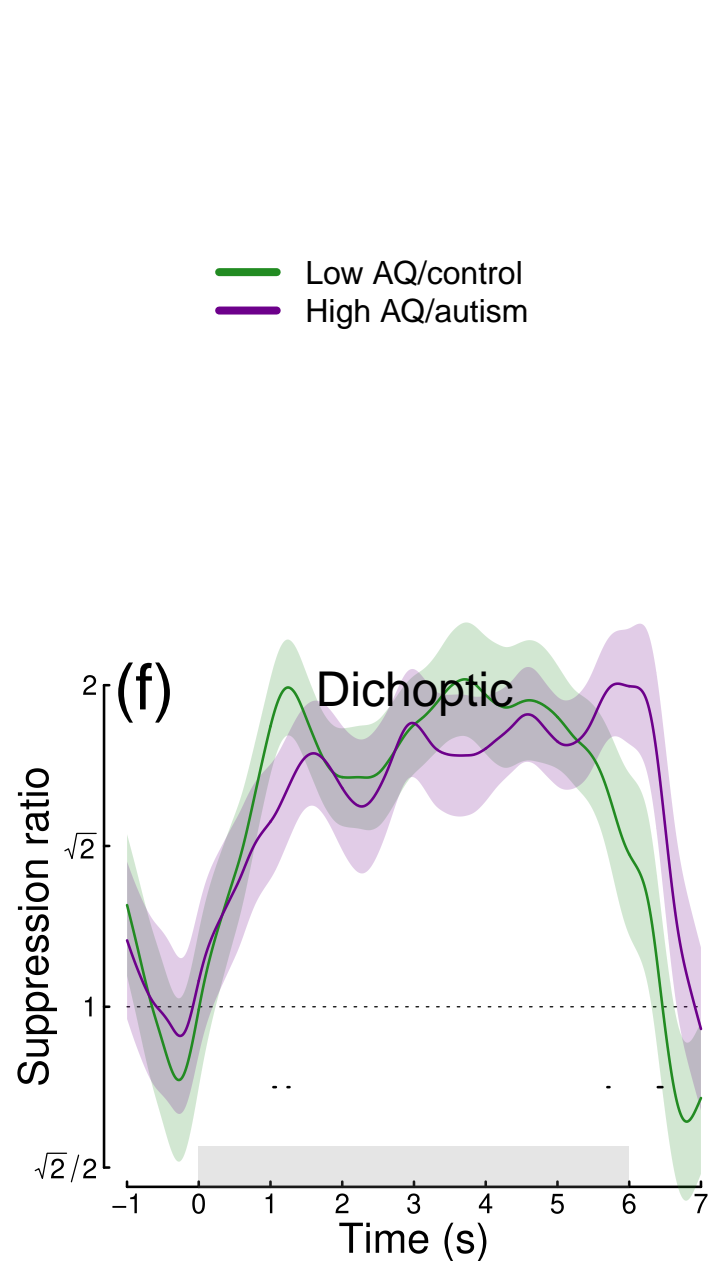 Low AQ/control
High AQ/autism
(f) Dichoptic
Suppression ratio
2
√2
1
√2/2
−1 0 1 2 3 4 5 6 7
Time (s)